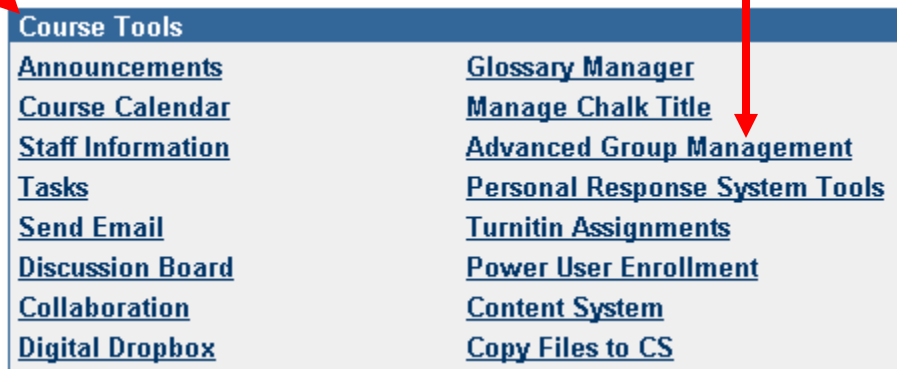 Course Tools
Announcements
Course Calendar
Staff Information
Tasks
Send Email
Discussion Board
Collaboration
Digital Dropbox
Glossary Manager
Manage Chalk Title
Advanced Group Management
Personal Response System Tools
Turnitin Assignments
Power User Enrollment
Content System
Copy Files to CS